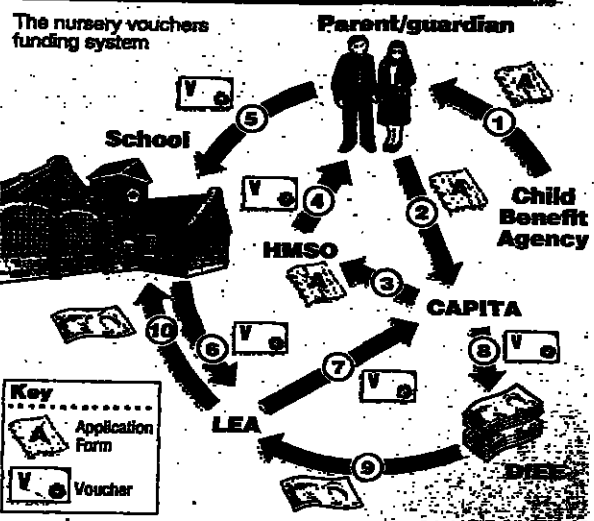 The nursery vouchers
funding system
Parent/guardian
A
1
V
5
School
V
4
2
A
Child
Benefit
Agency
HMSO
A
3
CAPITA
10
6
V
7
V
8
V
LEA
9
DfEE
Key
A Application
Form
V Voucher